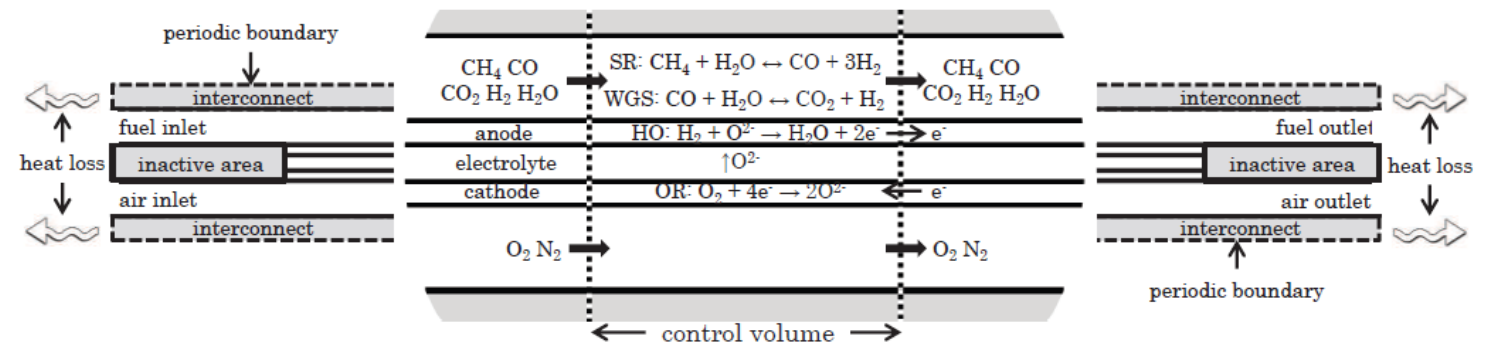 periodic boundary
interconnect
fuel inlet
heat loss
inactive area
air inlet
interconnect
CH₄ CO
CO₂ H₂ H₂O
SR: CH₄ + H₂O ↔ CO + 3H₂
WGS: CO + H₂O ↔ CO₂ + H₂
CH₄ CO
CO₂ H₂ H₂O
anode
HO: H₂ + O²⁻ → H₂O + 2e⁻
e⁻
electrolyte
↑O²⁻
cathode
OR: O₂ + 4e⁻ → 2O²⁻
e⁻
O₂ N₂
O₂ N₂
control volume
interconnect
fuel outlet
inactive area
heat loss
air outlet
interconnect
periodic boundary